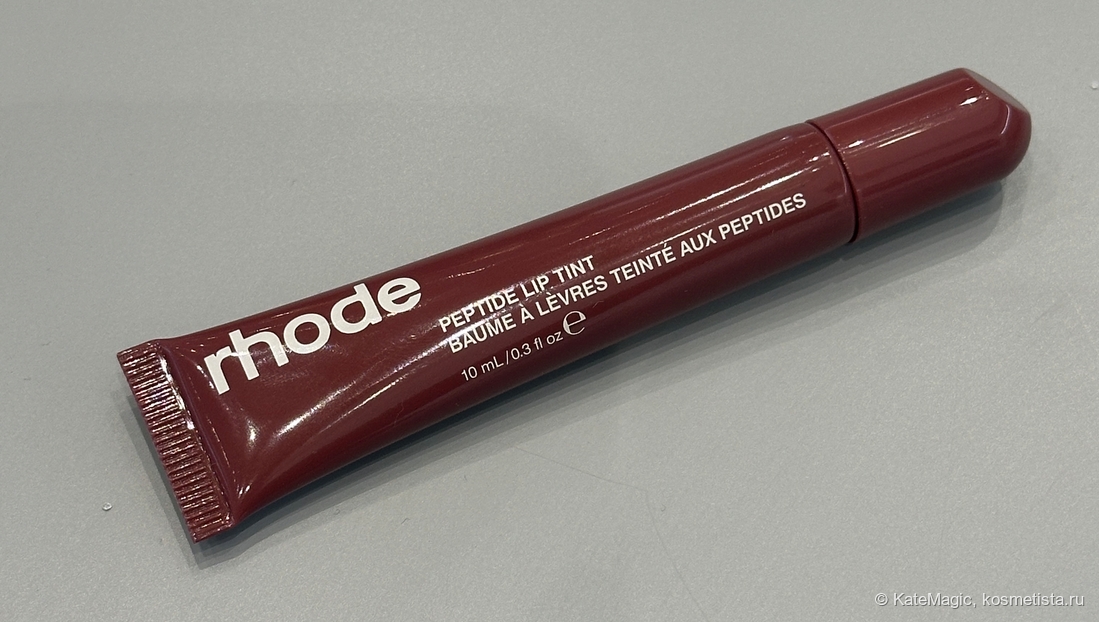 rhode
PEPTIDE LIP TINT
BAUME À LÈVRES TEINTÉ AUX PEPTIDES
10 mL / 0.3 fl oz ℮
© KateMagic, kosmetista.ru